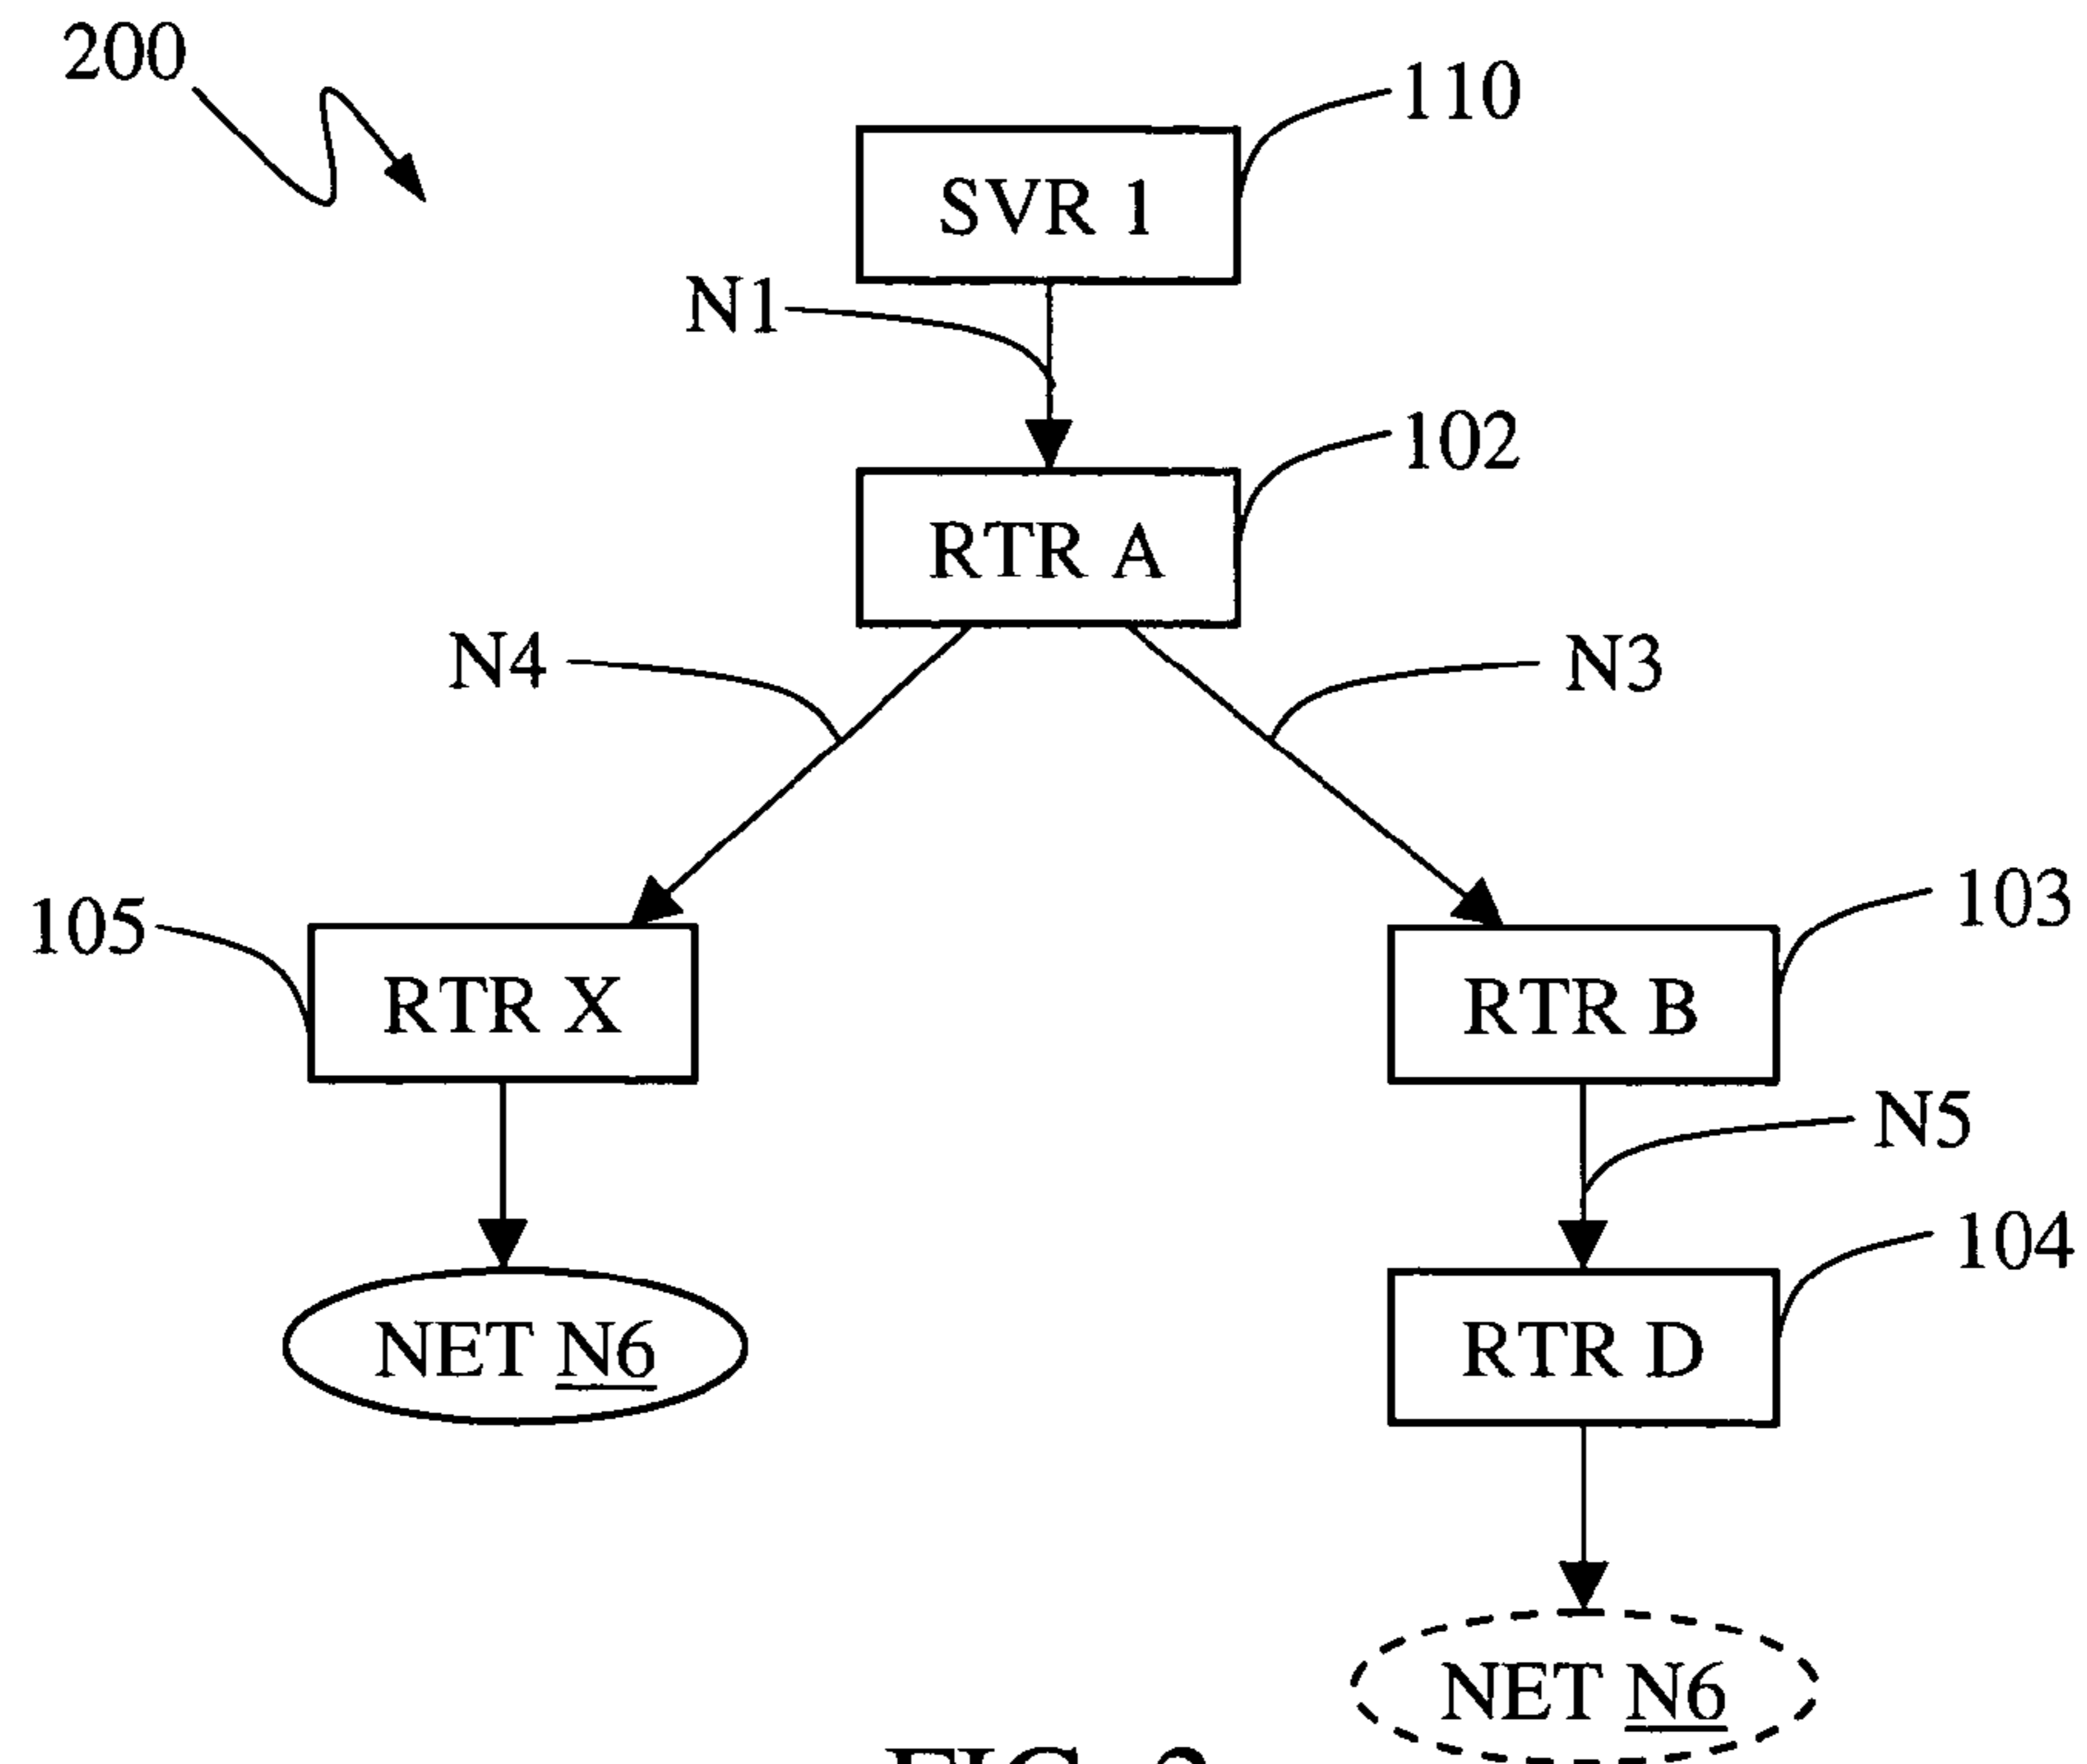 200
110
SVR 1
N1
102
RTR A
N4
N3
105
103
RTR X
RTR B
N5
104
NET N6
RTR D
NET N6